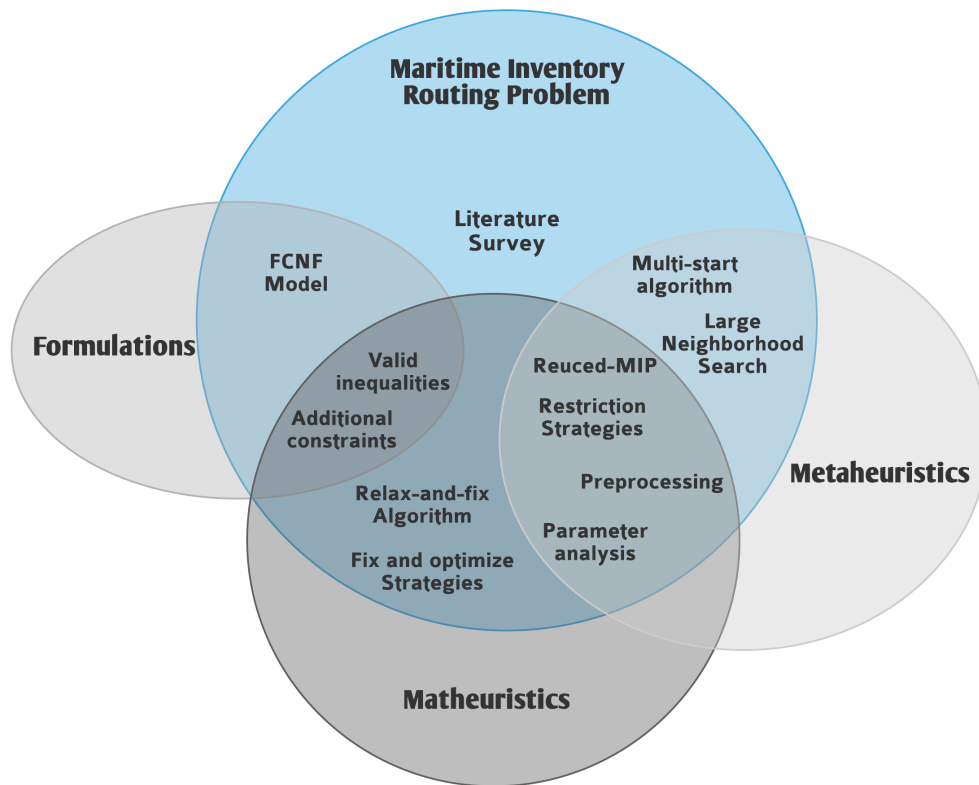 Maritime Inventory
Routing Problem
Literature
Survey
FCNF
Model
Multi-start
algorithm
Large
Neighborhood
Search
Formulations
Valid
inequalities
Additional
constraints
Reuced-MIP
Restriction
Strategies
Preprocessing
Parameter
analysis
Metaheuristics
Relax-and-fix
Algorithm
Fix and optimize
Strategies
Matheuristics